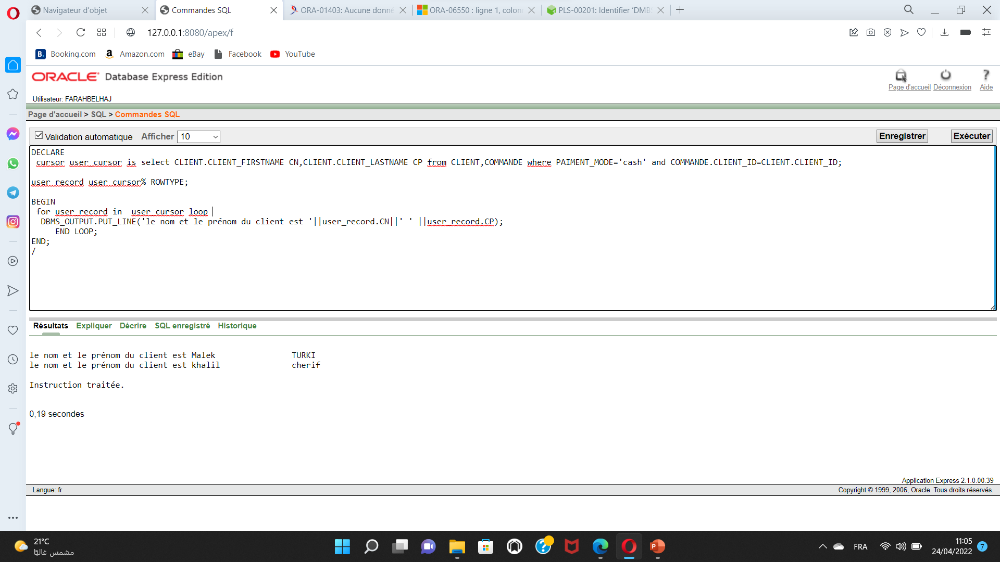 Navigateur d'objet
Commandes SQL
ORA-01403: Aucune donné
ORA-06550 : ligne 1, colon
PLS-00201: Identifier 'DMBS
127.0.0.1:8080/apex/f
B. Booking.com
a Amazon.com
eBay
Facebook
YouTube
ORACLE Database Express Edition
Page d'accueil Déconnexion Aide
Utilisateur: FARAHBELHAJ
Page d'accueil > SQL > Commandes SQL
Validation automatique Afficher 10 Enregistrer Exécuter
DECLARE
cursor user_cursor is select CLIENT.CLIENT_FIRSTNAME CN,CLIENT.CLIENT_LASTNAME CP from CLIENT,COMMANDE where PAIMENT_MODE='cash' and COMMANDE.CLIENT_ID=CLIENT.CLIENT_ID;
user_record user_cursor% ROWTYPE;
BEGIN
for user_record in  user_cursor loop
DBMS_OUTPUT.PUT_LINE('le nom et le prénom du client est '||user_record.CN||' ' ||user_record.CP);
END LOOP;
END;
/
Résultats Expliquer Décrire SQL enregistré Historique
le nom et le prénom du client est Malek TURKI
le nom et le prénom du client est khalil cherif
Instruction traitée.
0,19 secondes
Application Express 2.1.0.00.39
Langue: fr
Copyright © 1999, 2006, Oracle. Tous droits réservés.
21°C
مشمس غالبًا
FRA
11:05
24/04/2022
7